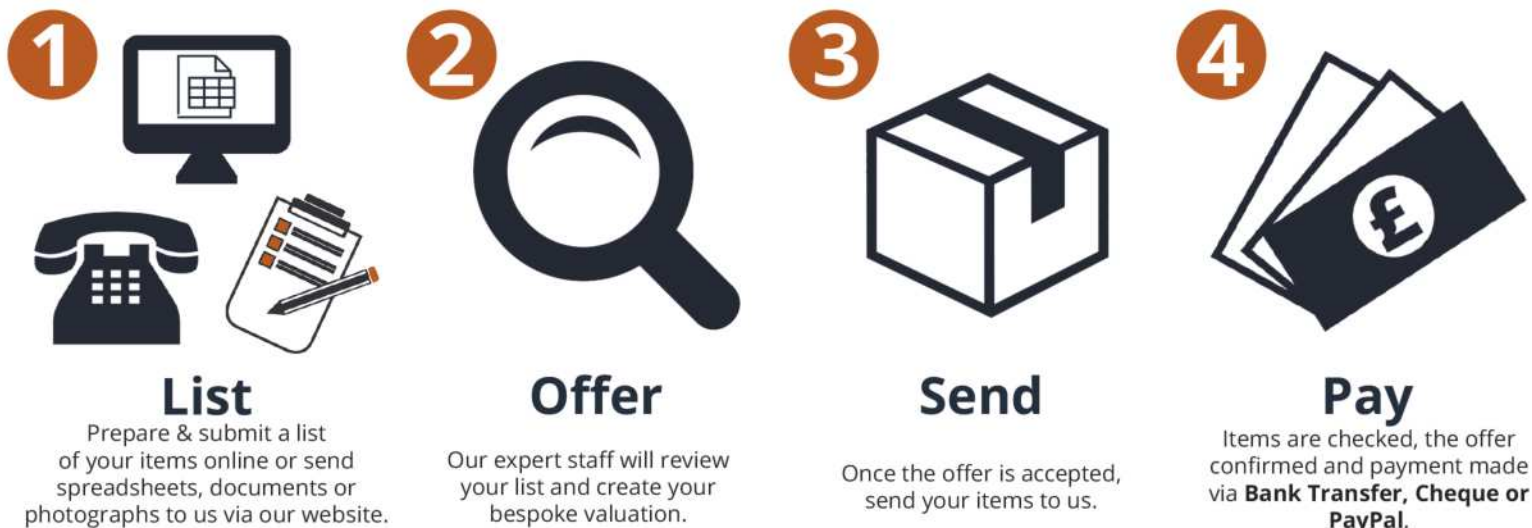 1
List
Prepare & submit a list
of your items online or send
spreadsheets, documents or
photographs to us via our website.
2
Offer
Our expert staff will review
your list and create your
bespoke valuation.
3
Send
Once the offer is accepted,
send your items to us.
4
£
Pay
Items are checked, the offer
confirmed and payment made
via Bank Transfer, Cheque or
PayPal.